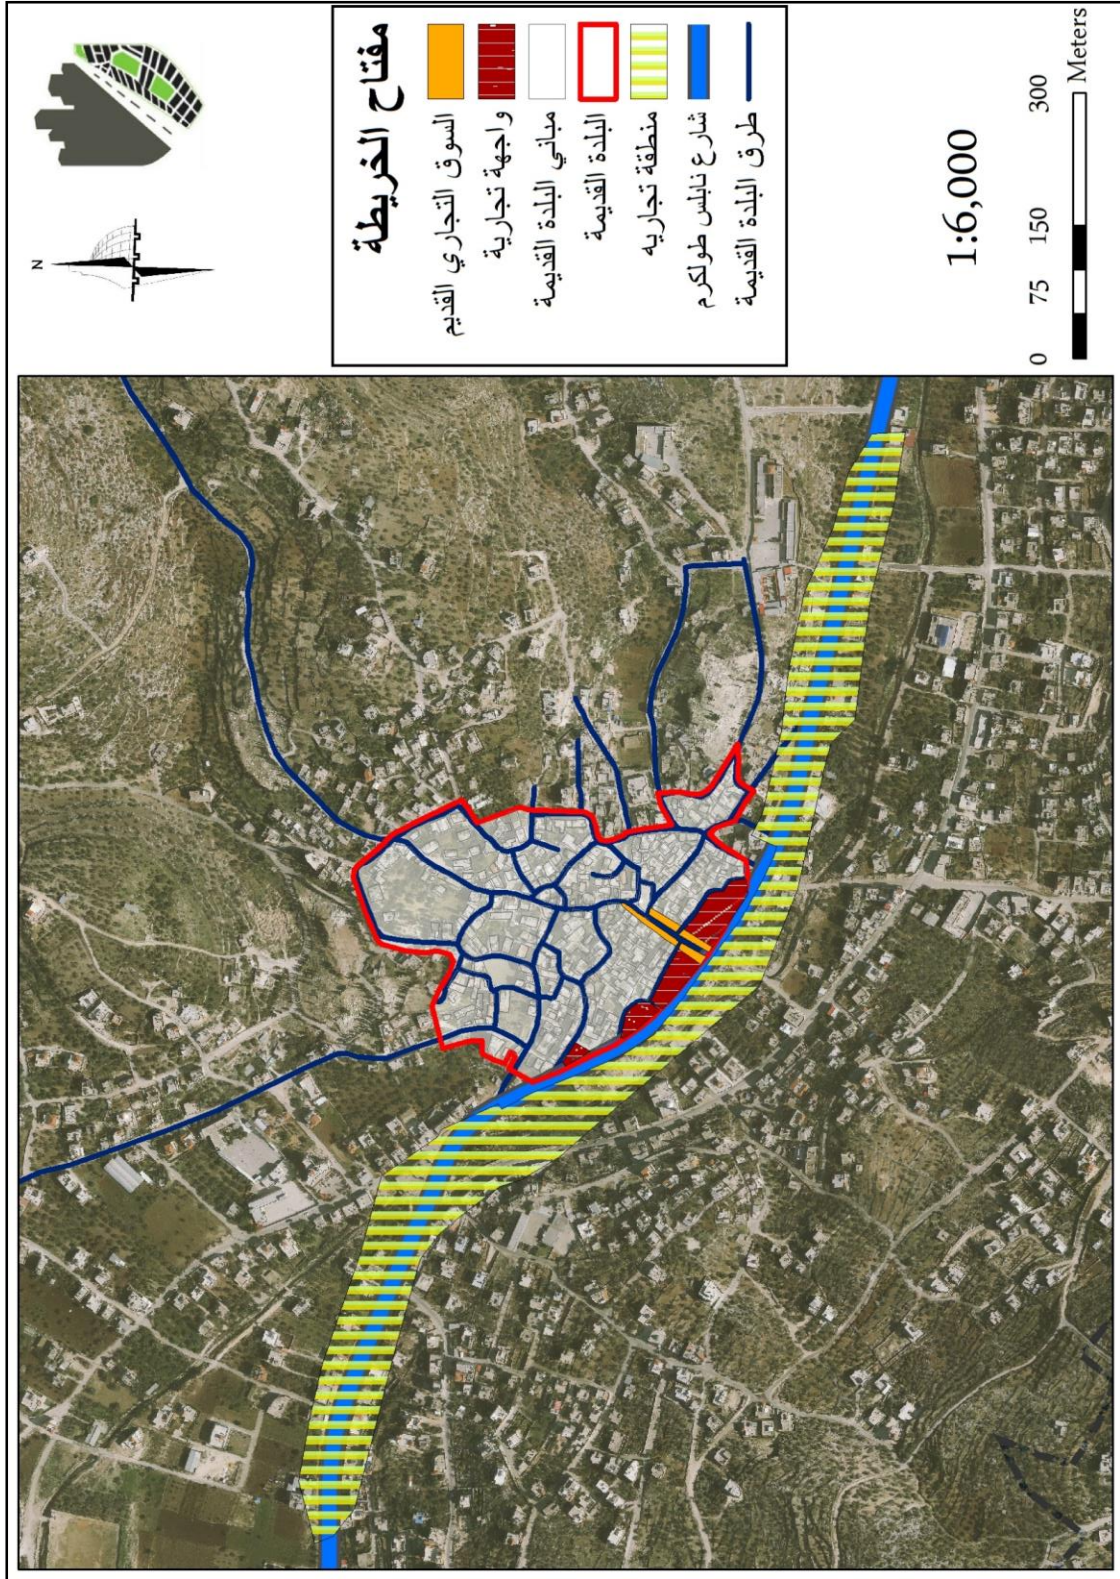 N
مفتاح الخريطة
السوق التجاري القديم
واجهة تجارية
مباني البلدة القديمة
البلدة القديمة
منطقة تجاريه
شارع نابلس طولكرم
طرق البلدة القديمة
1:6,000
0 75 150 300
Meters